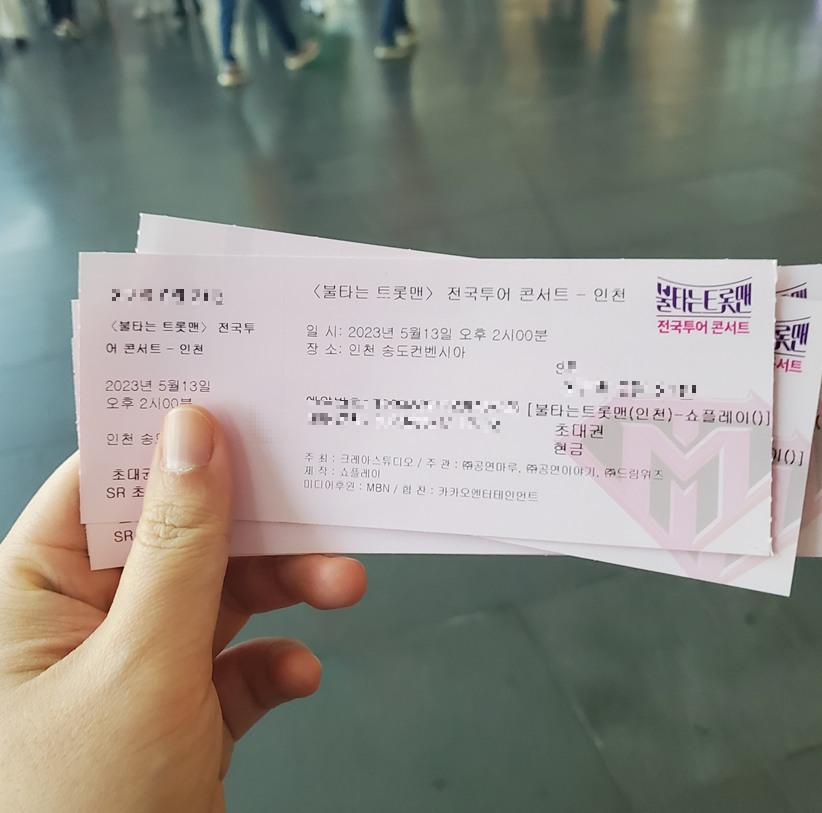 〈불타는 트롯맨〉 전국투
어 콘서트 - 인천
2023년 5월13일
오후 2시00분
인천 송
초대권
SR 초
SR
〈불타는 트롯맨〉 전국투어 콘서트 - 인천
일 시: 2023년 5월13일 오후 2시00분
장 소: 인천 송도컨벤시아
[불타는트롯맨(인천)-쇼플레이()]
초대권
현금
주 최 : 크레아스튜디오 / 주 관 : ㈜공연마루, ㈜공연이야기, ㈜드림위즈
제 작 : 쇼플레이
미디어후원 : MBN / 협 찬 : 카카오엔터테인먼트
불타는트롯맨
전국투어 콘서트
롯맨
서트
이()]